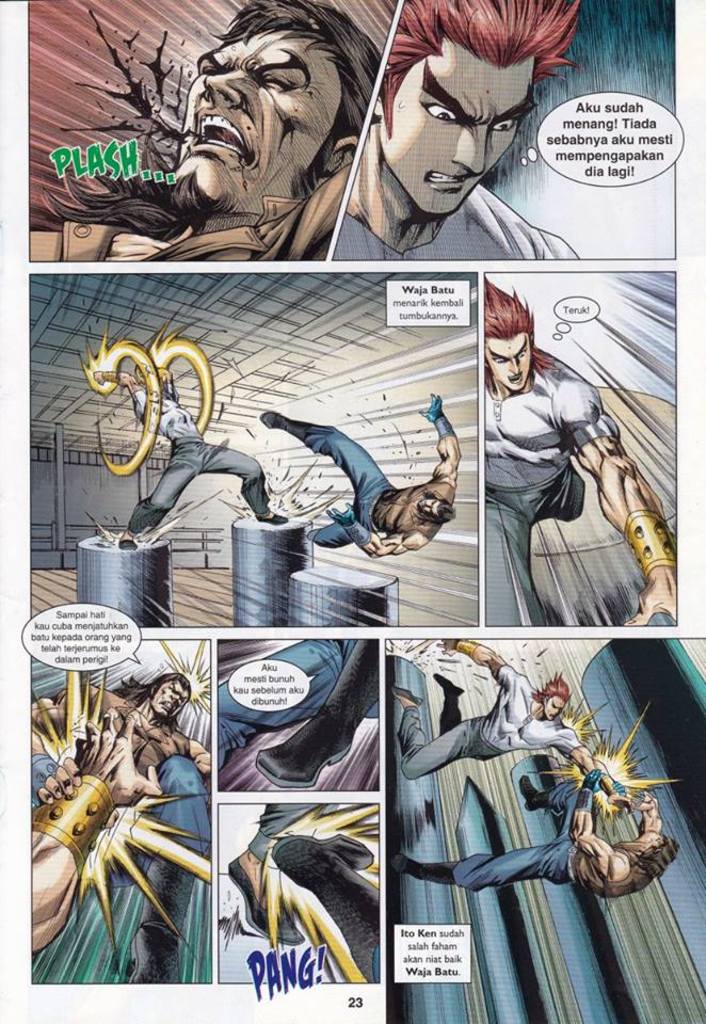 PLASH...
Aku sudah
menang! Tiada
sebabnya aku mesti
mempengapakan
dia lagi!
Waja Batu
menarik kembali
tumbukannya.
Teruk!
Sampai hati
kau cuba menjatuhkan
batu kepada orang yang
telah terjerumus ke
dalam perigi!
Aku
mesti bunuh
kau sebelum aku
dibunuh!
PANG!
Ito Ken sudah
salah faham
akan niat baik
Waja Batu.
23